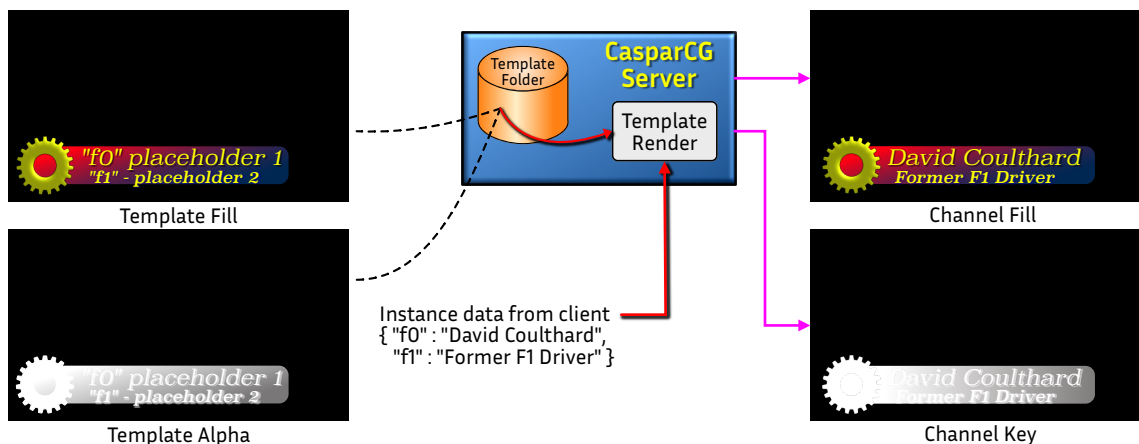 "f0" placeholder 1
"f1" - placeholder 2
Template Fill
"f0" placeholder 1
"f1" - placeholder 2
Template Alpha
Template
Folder
CasparCG
Server
Template
Render
Instance data from client
{ "f0" : "David Coulthard",
"f1" : "Former F1 Driver" }
David Coulthard
Former F1 Driver
Channel Fill
David Coulthard
Former F1 Driver
Channel Key